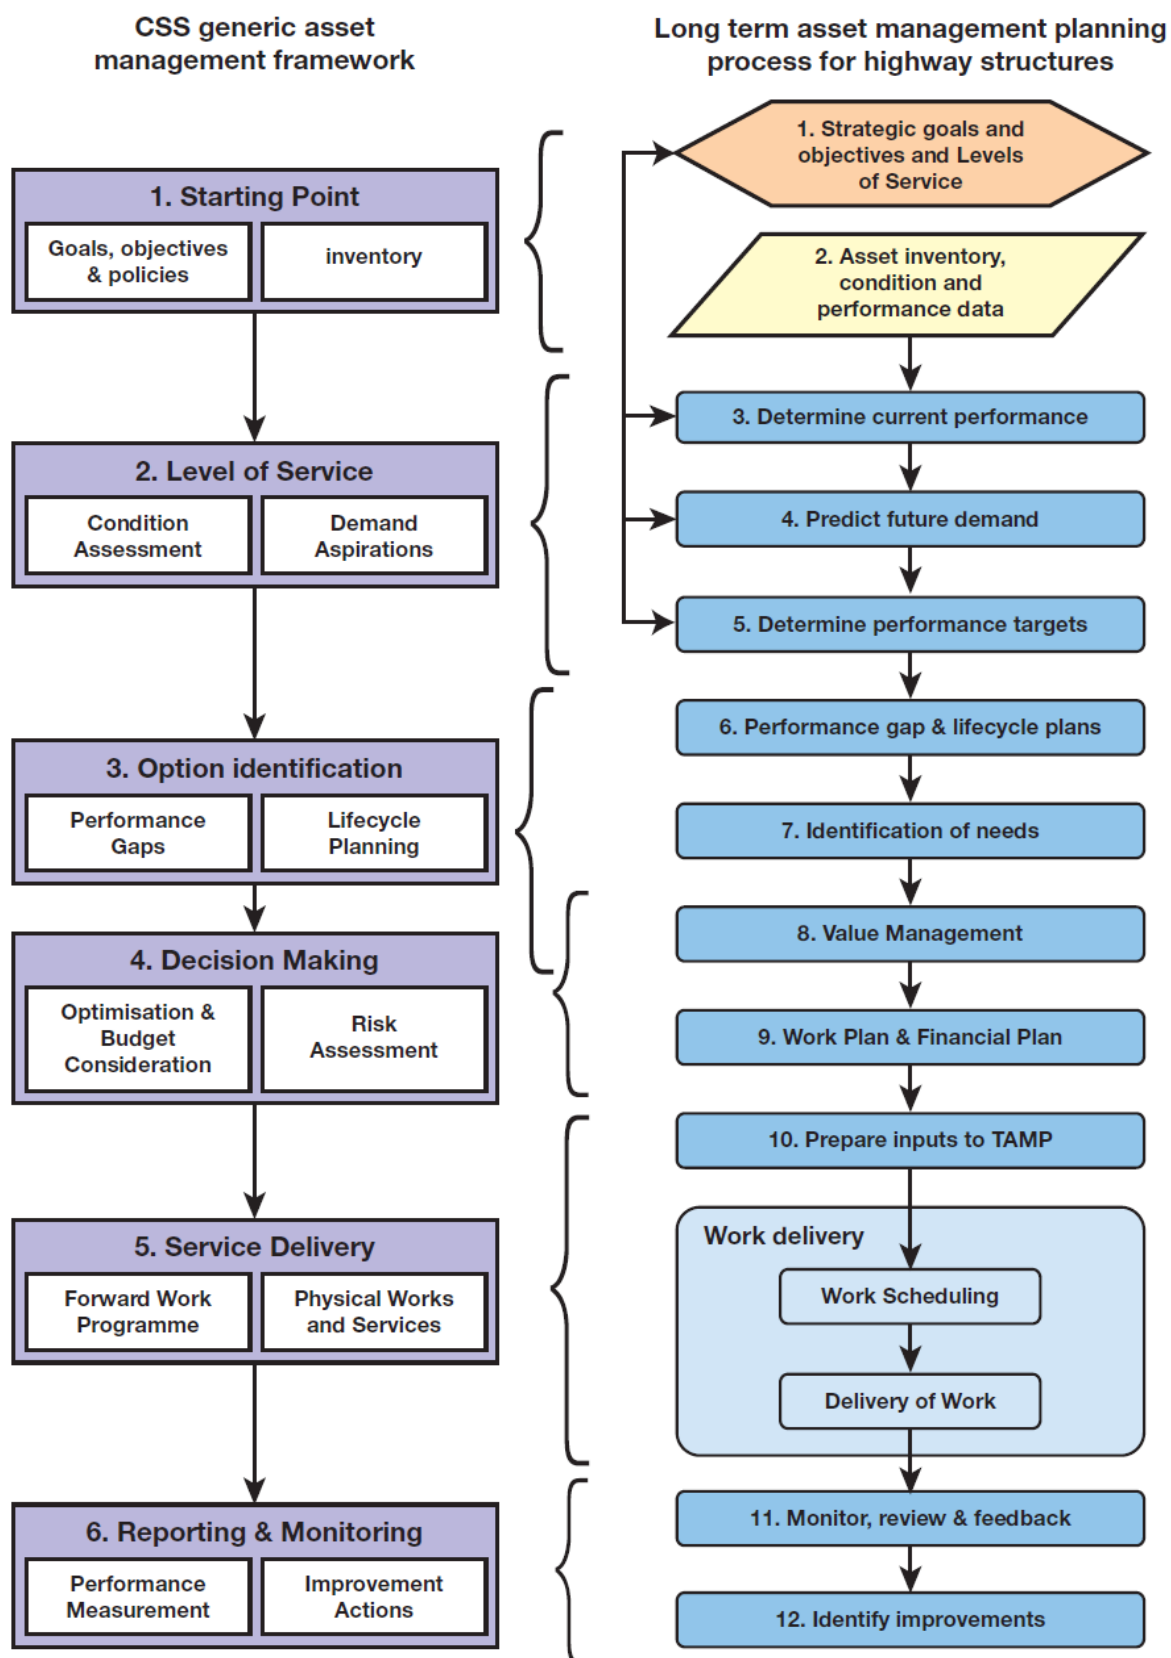 CSS generic asset
management framework
1. Starting Point
Goals, objectives
& policies
inventory
2. Level of Service
Condition
Assessment
Demand
Aspirations
3. Option identification
Performance
Gaps
Lifecycle
Planning
4. Decision Making
Optimisation &
Budget
Consideration
Risk
Assessment
5. Service Delivery
Forward Work
Programme
Physical Works
and Services
6. Reporting & Monitoring
Performance
Measurement
Improvement
Actions
Long term asset management planning
process for highway structures
1. Strategic goals and
objectives and Levels
of Service
2. Asset inventory,
condition and
performance data
3. Determine current performance
4. Predict future demand
5. Determine performance targets
6. Performance gap & lifecycle plans
7. Identification of needs
8. Value Management
9. Work Plan & Financial Plan
10. Prepare inputs to TAMP
Work delivery
Work Scheduling
Delivery of Work
11. Monitor, review & feedback
12. Identify improvements